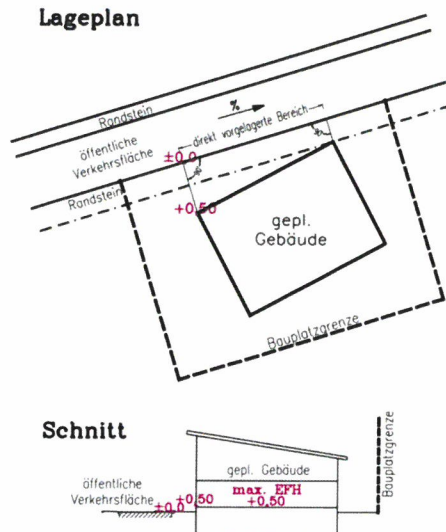 Lageplan
Randstein
%
direkt vorgelagerte Bereich
öffentliche
Verkehrsfläche
±0,0
Randstein
+0,50
gepl.
Gebäude
Bauplatzgrenze
Schnitt
Bauplatzgrenze
gepl. Gebäude
öffentliche
Verkehrsfläche
max. EFH
±0,0
+0,50
+0,50